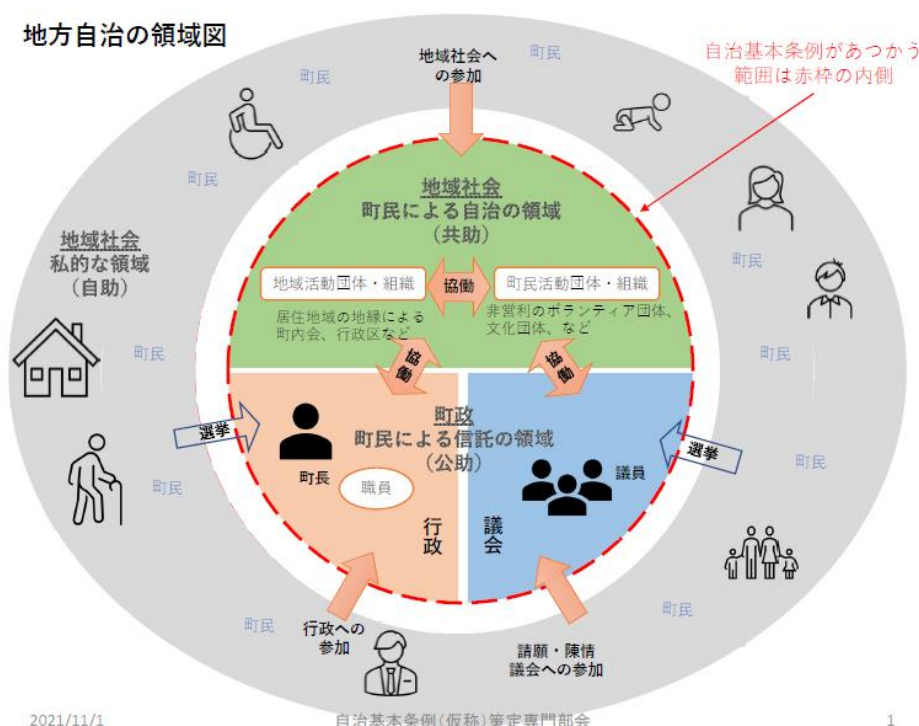 地方自治の領域図
町民
地域社会へ
の参加
町民
自治基本条例があつかう
範囲は赤枠の内側
町民
町民
地域社会
町民による自治の領域
（共助）
地域社会
私的な領域
（自助）
町民
地域活動団体・組織
協働
町民活動団体・組織
居住地域の地縁による
町内会、行政区など
非営利のボランティア団体、
文化団体、など
町民
町民
協働
協働
町政
町民による信託の領域
（公助）
選挙
選挙
町長
職員
議員
町民
町民
行政
議会
町民
町民
行政への
参加
請願・陳情
議会への参加
2021/11/1
自治基本条例(仮称)策定専門部会
1